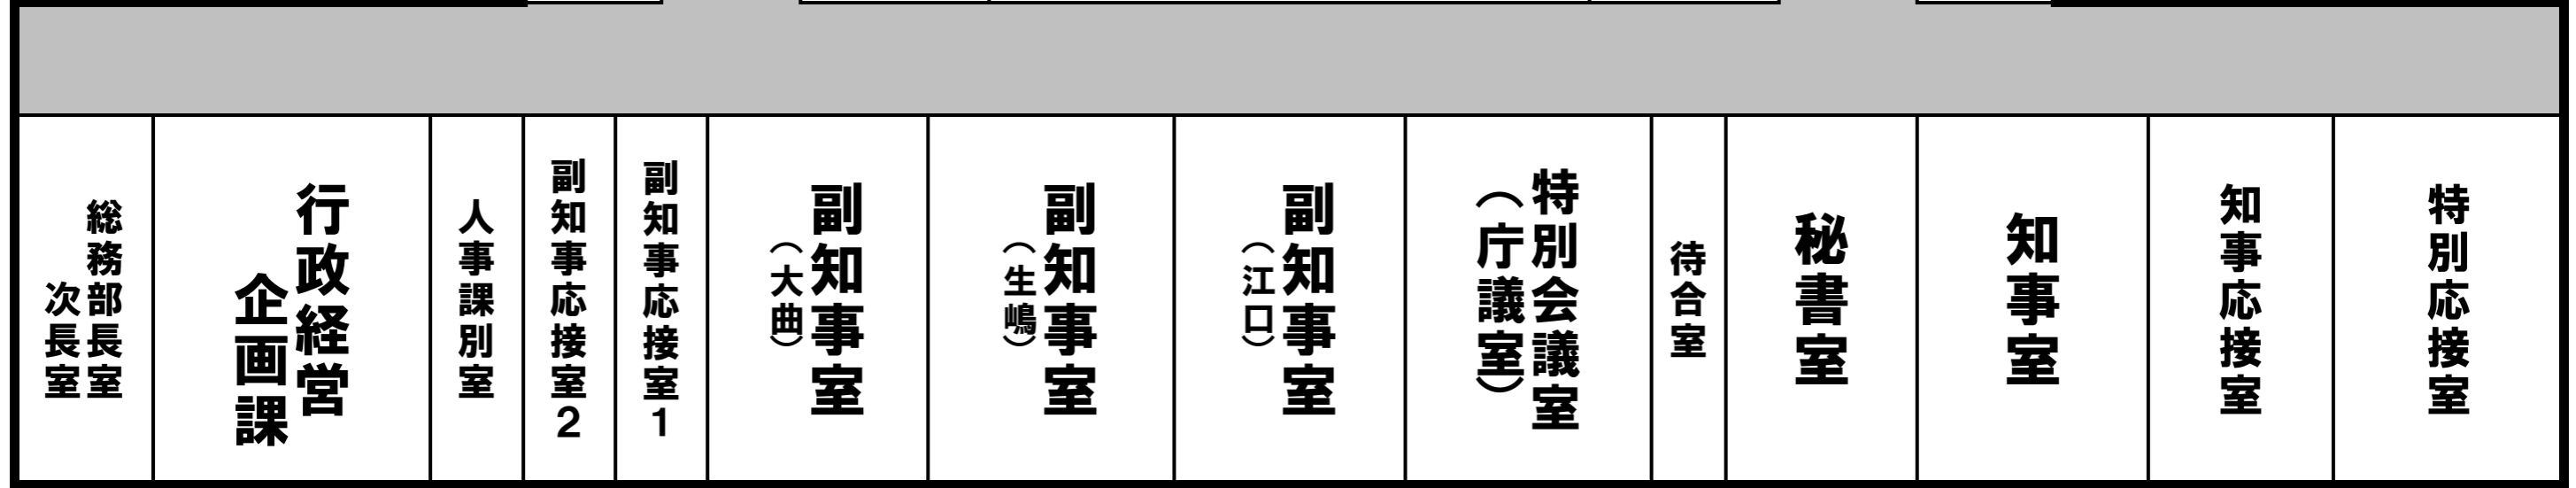 総務部長室
次長室
行政経営
企画課
人事課別室
副知事応接室2
副知事応接室1
副知事室
（大曲）
副知事室
（生嶋）
副知事室
（江口）
特別会議室
（庁議室）
待合室
秘書室
知事室
知事応接室
特別応接室